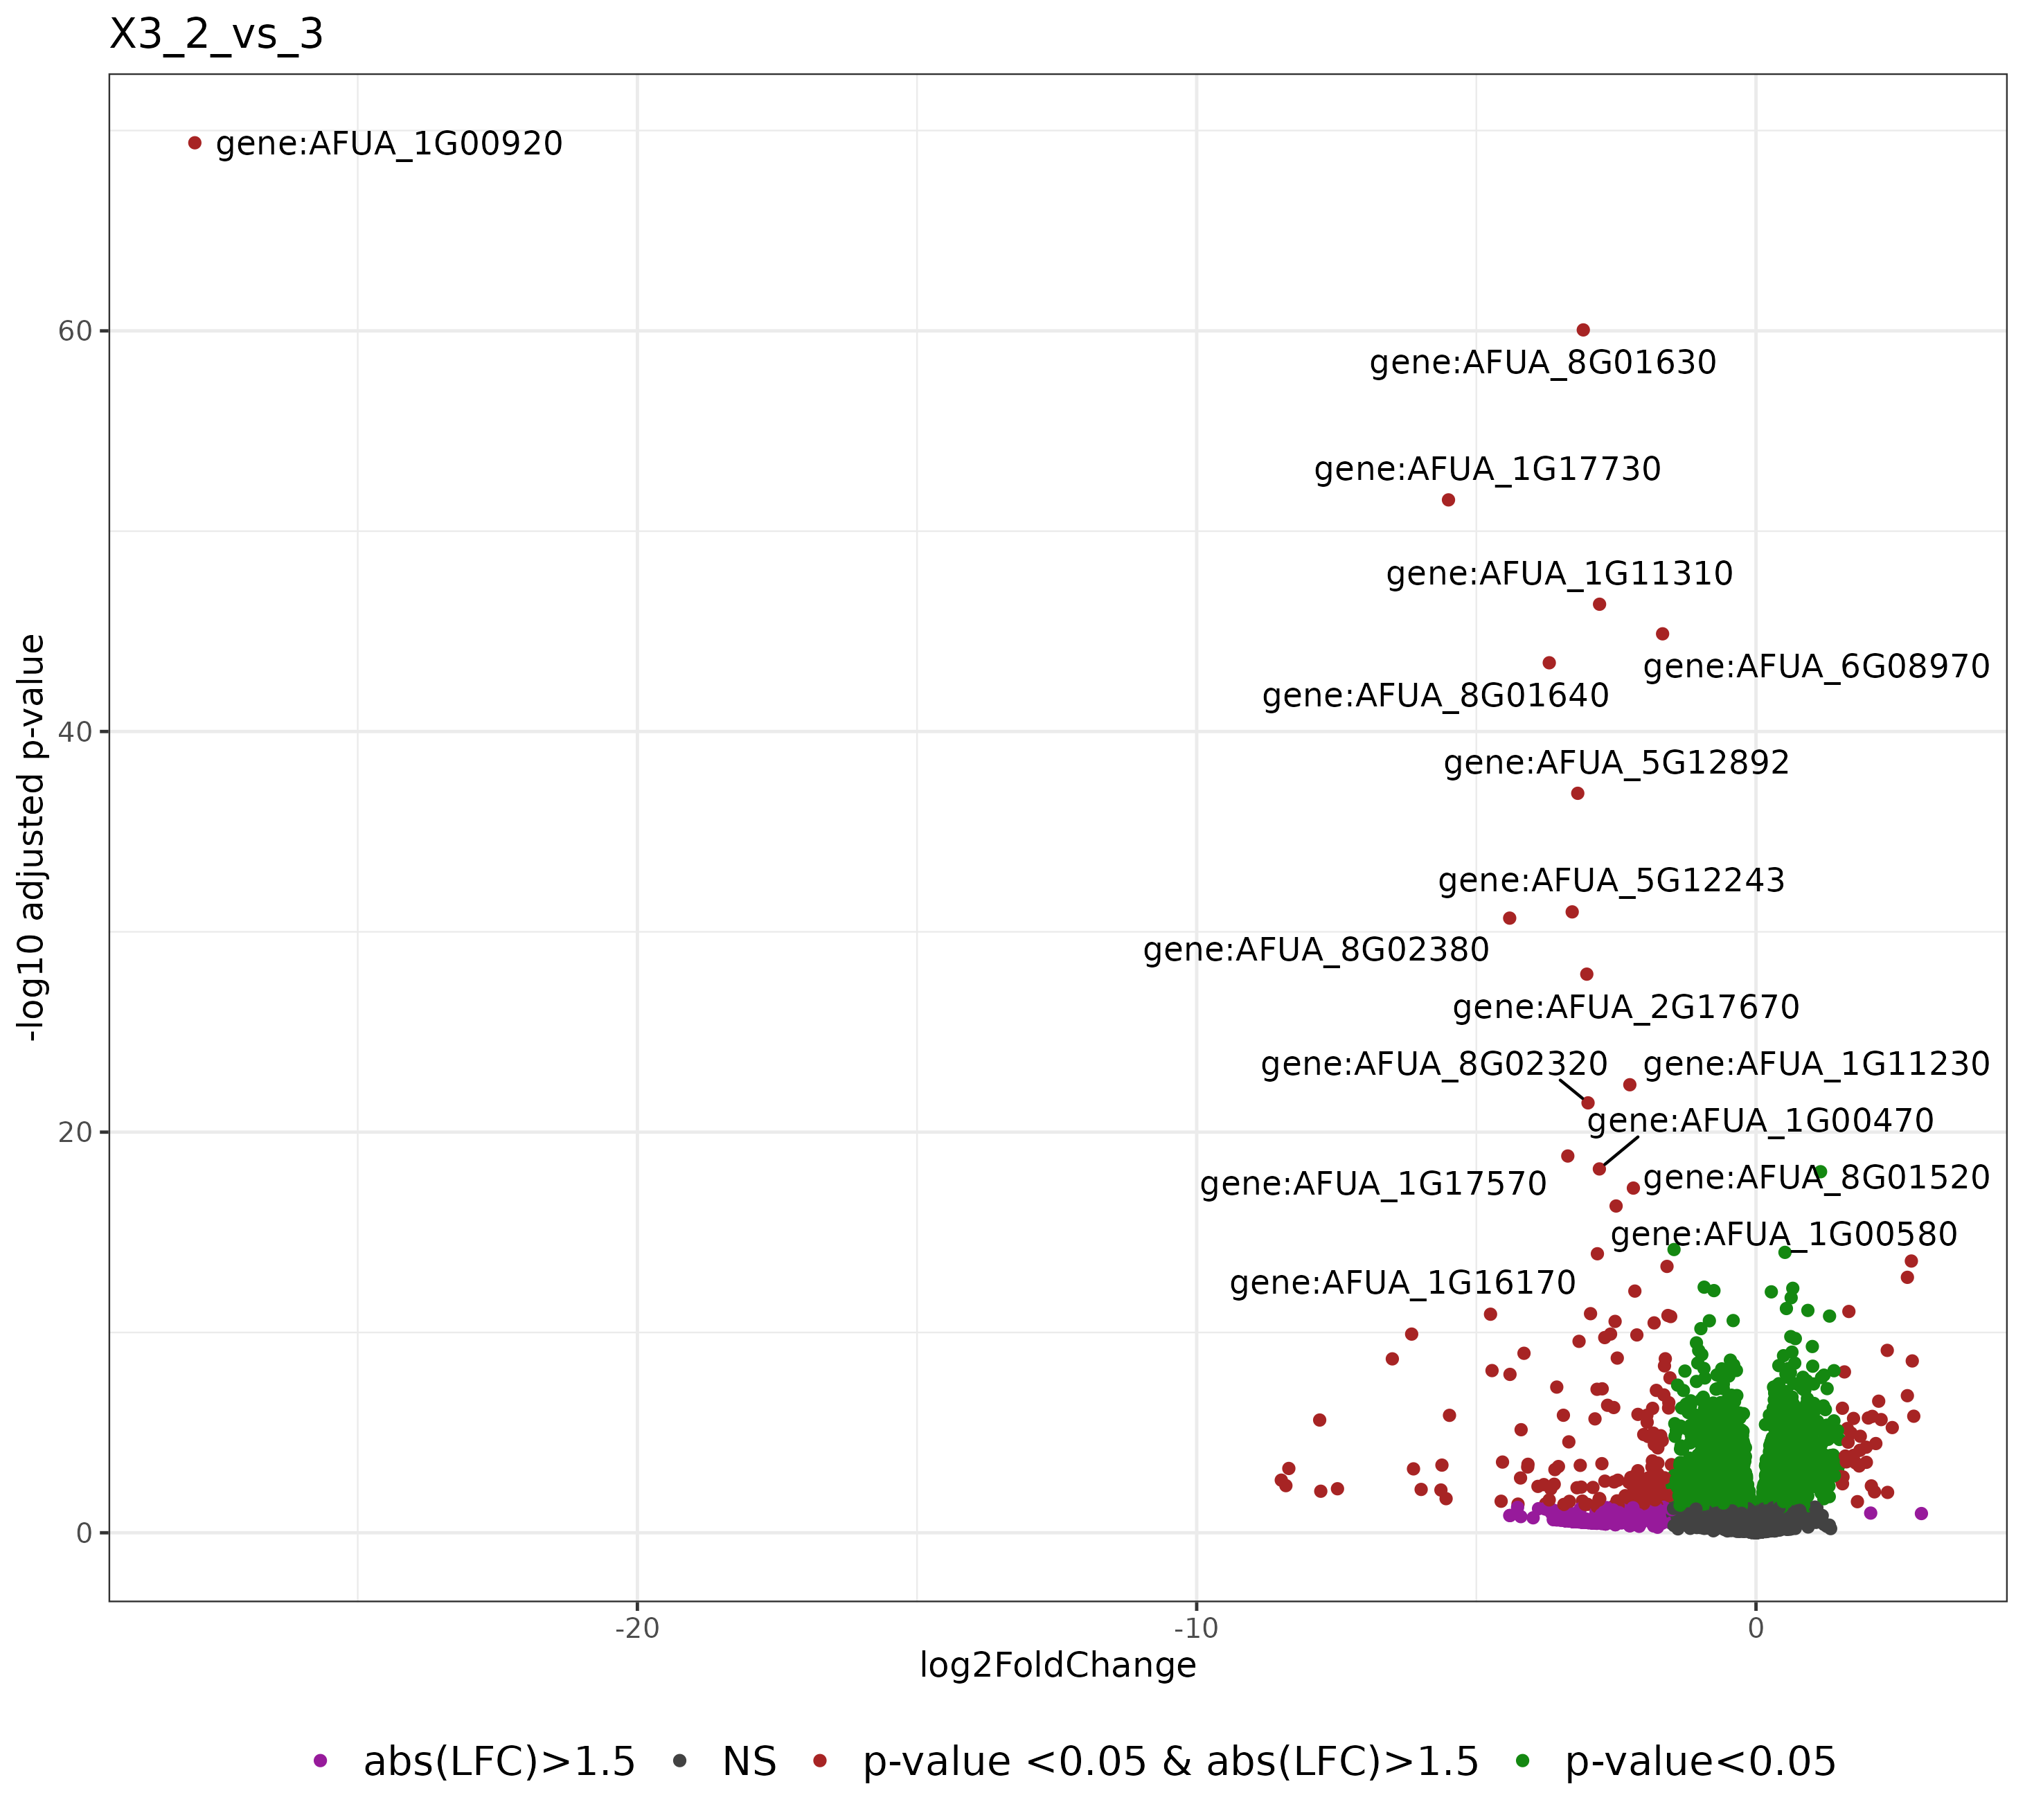 X3_2_vs_3
gene:AFUA_1G00920
60
gene:AFUA_8G01630
gene:AFUA_1G17730
gene:AFUA_1G11310
gene:AFUA_6G08970
gene:AFUA_8G01640
40
gene:AFUA_5G12892
gene:AFUA_5G12243
gene:AFUA_8G02380
gene:AFUA_2G17670
gene:AFUA_8G02320
gene:AFUA_1G11230
20
gene:AFUA_1G00470
gene:AFUA_1G17570
gene:AFUA_8G01520
gene:AFUA_1G00580
gene:AFUA_1G16170
0
-log10 adjusted p-value
-20
-10
0
log2FoldChange
abs(LFC)>1.5
NS
p-value <0.05 & abs(LFC)>1.5
p-value<0.05